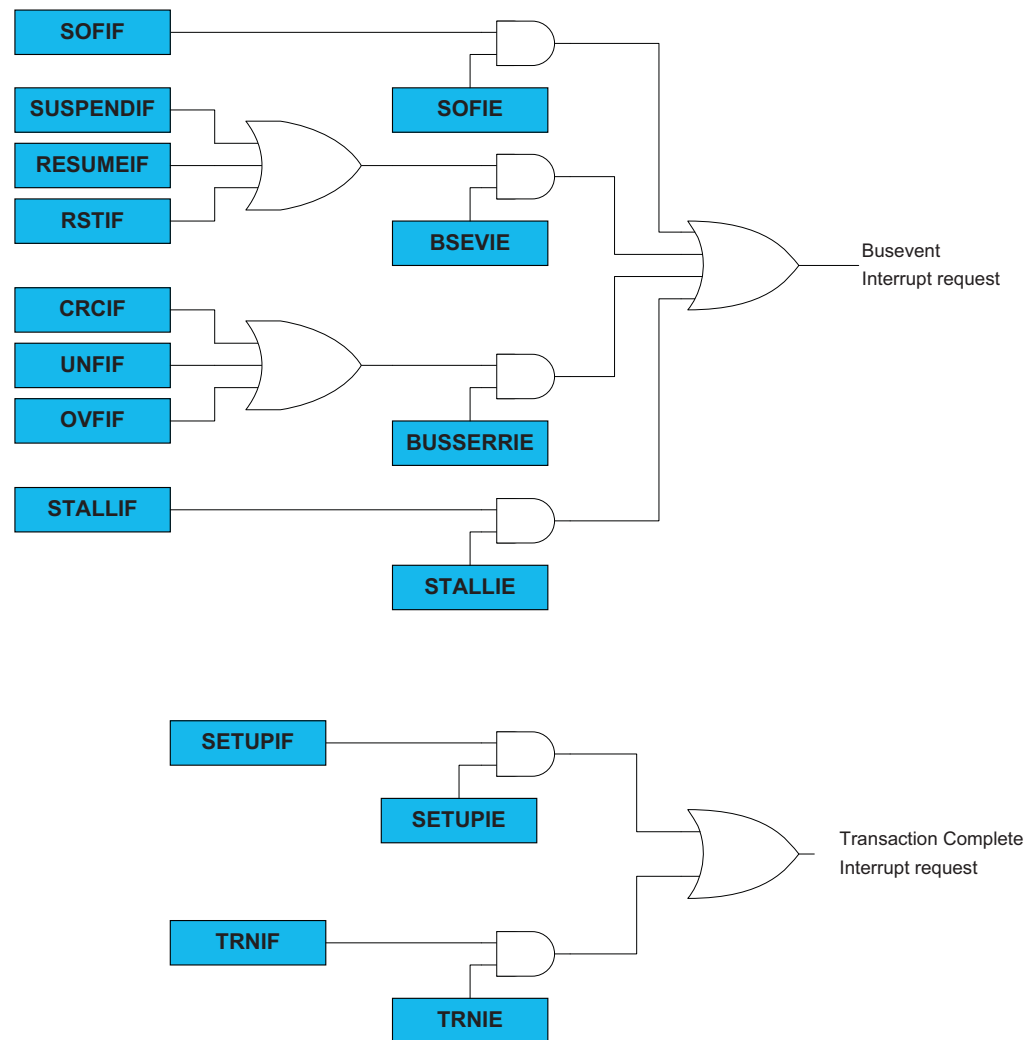 SOFIF
SOFIE
SUSPENDIF
RESUMEIF
RSTIF
BSEVIE
Busevent
Interrupt request
CRCIF
UNFIF
OVFIF
BUSSERRIE
STALLIF
STALLIE
SETUPIF
SETUPIE
Transaction Complete
Interrupt request
TRNIF
TRNIE